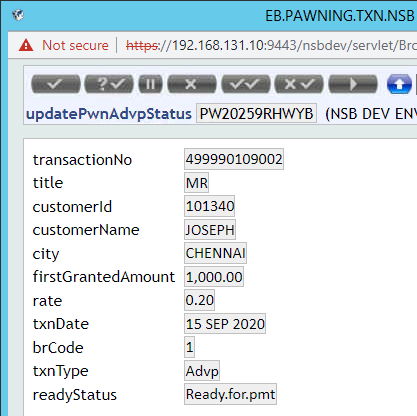 EB.PAWNING.TXN.NSB
Not secure | https://192.168.131.10:9443/nsbdev/servlet/Bro
updatePwnAdvpStatus PW20259RHWYB (NSB DEV ENV
transactionNo 499990109002
title MR
customerId 101340
customerName JOSEPH
city CHENNAI
firstGrantedAmount 1,000.00
rate 0.20
txnDate 15 SEP 2020
brCode 1
txnType Advp
readyStatus Ready.for.pmt